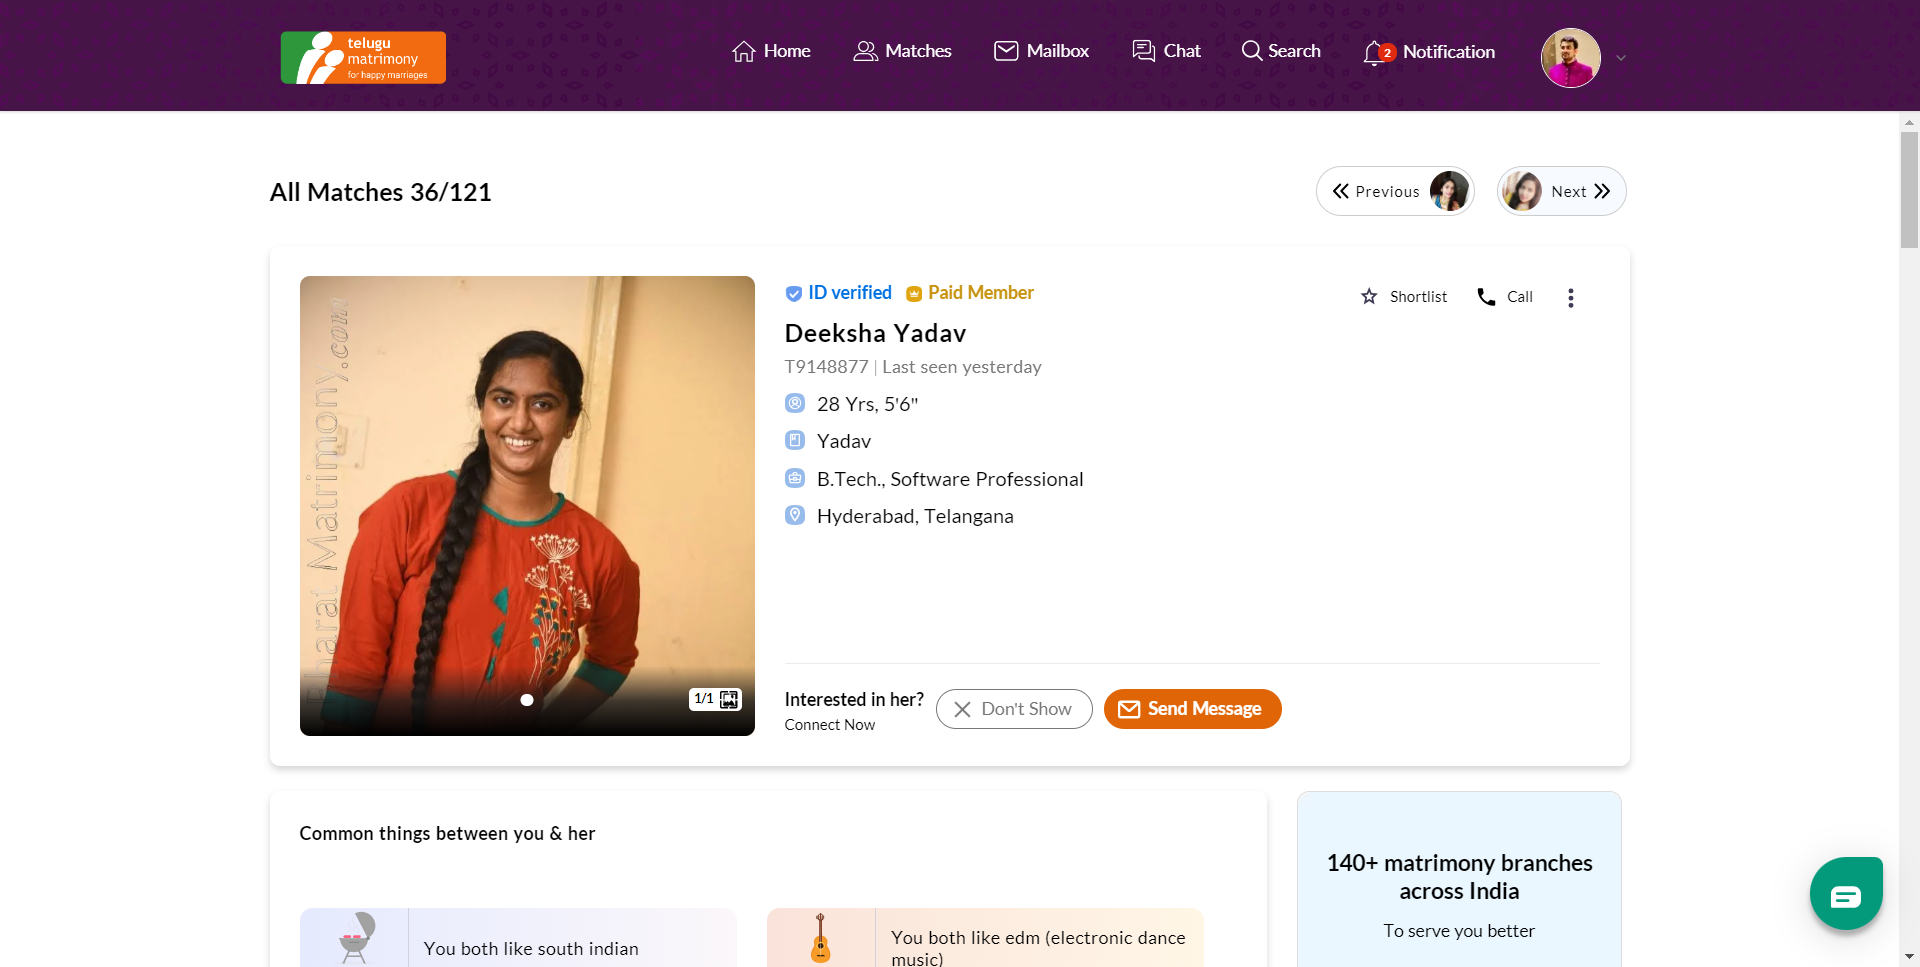 telugu
matrimony
for happy marriages
Home
Matches
Mailbox
Chat
Search
2
Notification
All Matches 36/121
Previous
Next
Bharat Matrimony.com
1/1
ID verified
Paid Member
Shortlist
Call
Deeksha Yadav
T9148877 | Last seen yesterday
28 Yrs, 5'6"
Yadav
B.Tech., Software Professional
Hyderabad, Telangana
Interested in her?
Connect Now
Don't Show
Send Message
Common things between you & her
You both like south indian
You both like edm (electronic dance
music)
140+ matrimony branches
across India
To serve you better